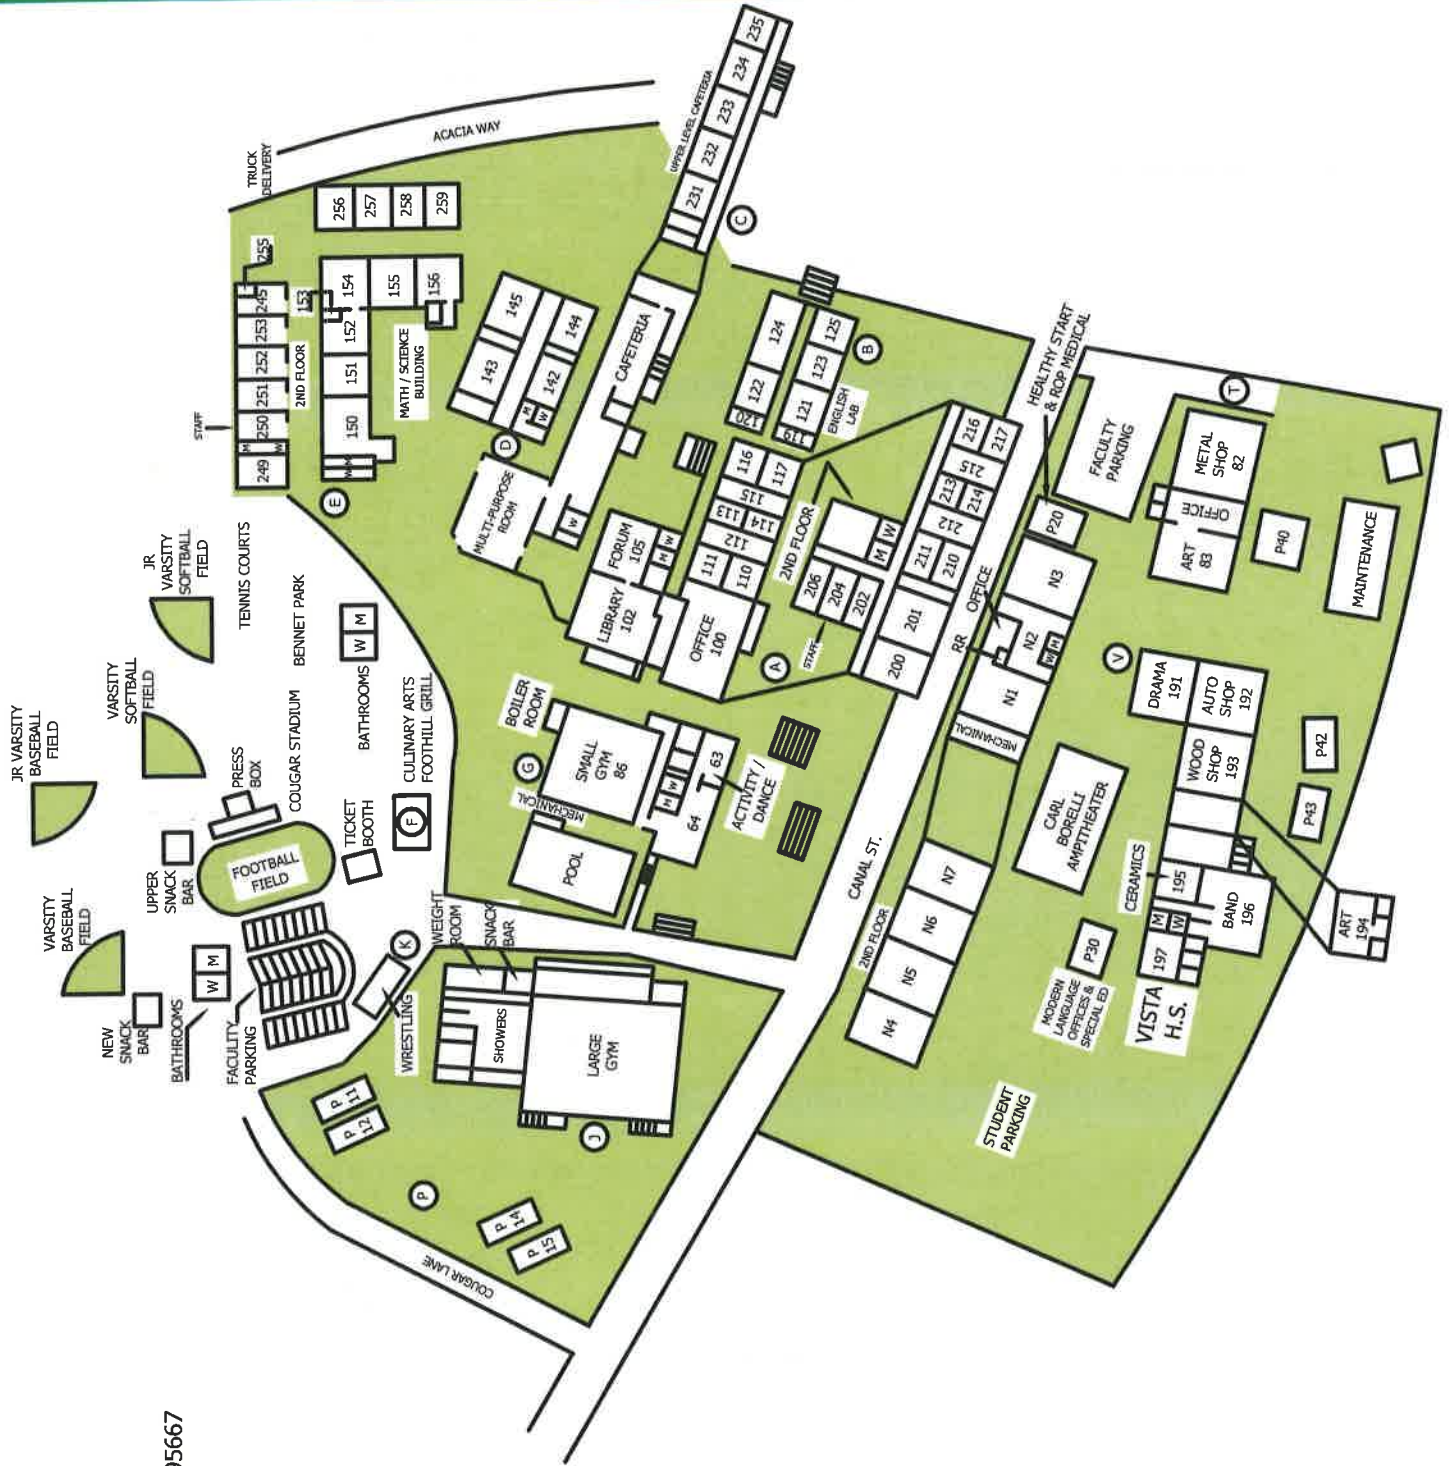 95667
JR VARSITY
BASEBALL
FIELD
VARSITY
SOFTBALL
FIELD
JR
VARSITY
SOFTBALL
FIELD
VARSITY
BASEBALL
FIELD
TENNIS COURTS
BENNET PARK
COUGAR STADIUM
PRESS
BOX
UPPER
SNACK
BAR
FOOTBALL
FIELD
TICKET
BOOTH
BATHROOMS
W M
CULINARY ARTS
FOOTHILL GRILL
F
NEW
SNACK
BAR
BATHROOMS
W M
FACULITY
PARKING
K
WRESTLING
WEIGHT
ROOM
SNACK
BAR
SHOWERS
LARGE
GYM
J
P
11
P
12
P
P
14
P
15
COUGAR LANE
TRUCK
DELIVERY
ACACIA WAY
STAFF
249
M
W
250
251
252
253
245
255
2ND FLOOR
256
257
258
259
E
W
M
150
151
152
153
154
155
156
MATH / SCIENCE
BUILDING
143
145
M
W
142
144
D
MULTI-PURPOSE
ROOM
W
CAFETERIA
UPPER LEVEL CAFETERIA
231
232
233
234
235
C
BOILER
ROOM
G
MECHANICAL
SMALL
GYM
86
POOL
M
W
63
64
ACTIVITY /
DANCE
LIBRARY
102
FORUM
105
M
W
OFFICE
100
111
110
112
113
114
115
116
117
A
120
122
124
119
121
123
125
ENGLISH
LAB
B
2ND FLOOR
M
W
206
204
202
STAFF
200
201
211
210
212
213
214
215
216
217
CANAL ST.
HEALTHY START
& ROP MEDICAL
OFFICE
RR
P20
N3
N2
W
M
N1
MECHANICAL
2ND FLOOR
N4
N5
N6
N7
FACULTY
PARKING
T
METAL
SHOP
82
OFFICE
ART
83
P40
MAINTENANCE
V
DRAMA
191
AUTO
SHOP
192
WOOD
SHOP
193
P42
P43
CARL
BORELLI
AMPITHEATER
CERAMICS
195
M
W
197
BAND
196
ART
194
P30
MODERN
LANGUAGE
OFFICES &
SPECIAL ED
VISTA
H.S.
STUDENT
PARKING